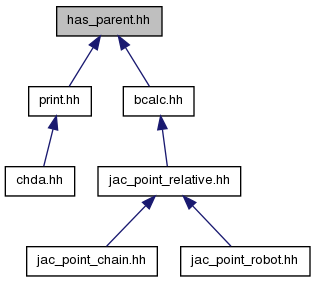 has_parent.hh
print.hh
bcalc.hh
chda.hh
jac_point_relative.hh
jac_point_chain.hh
jac_point_robot.hh